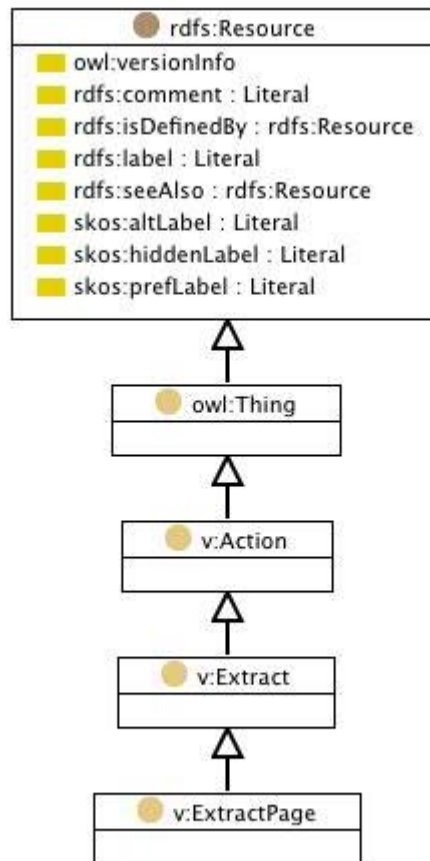 rdfs:Resource
owl:versionInfo
rdfs:comment : Literal
rdfs:isDefinedBy : rdfs:Resource
rdfs:label : Literal
rdfs:seeAlso : rdfs:Resource
skos:altLabel : Literal
skos:hiddenLabel : Literal
skos:prefLabel : Literal
owl:Thing
v:Action
v:Extract
v:ExtractPage